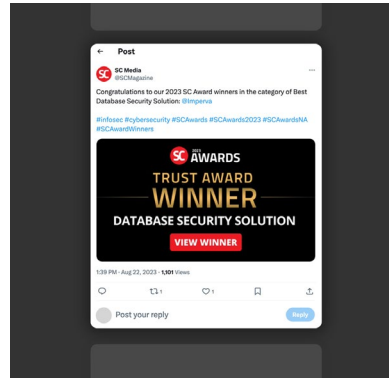 ← Post
SC Media
@SCMagazine
Congratulations to our 2023 SC Award winners in the category of Best
Database Security Solution: @Imperva
#infosec #cybersecurity #SCAwards #SCAwards2023 #SCAwardsNA
#SCAwardWinners
SC 2023 AWARDS
TRUST AWARD
WINNER
DATABASE SECURITY SOLUTION
VIEW WINNER
1:39 PM · Aug 22, 2023 · 1,101 Views
1 1
Post your reply Reply